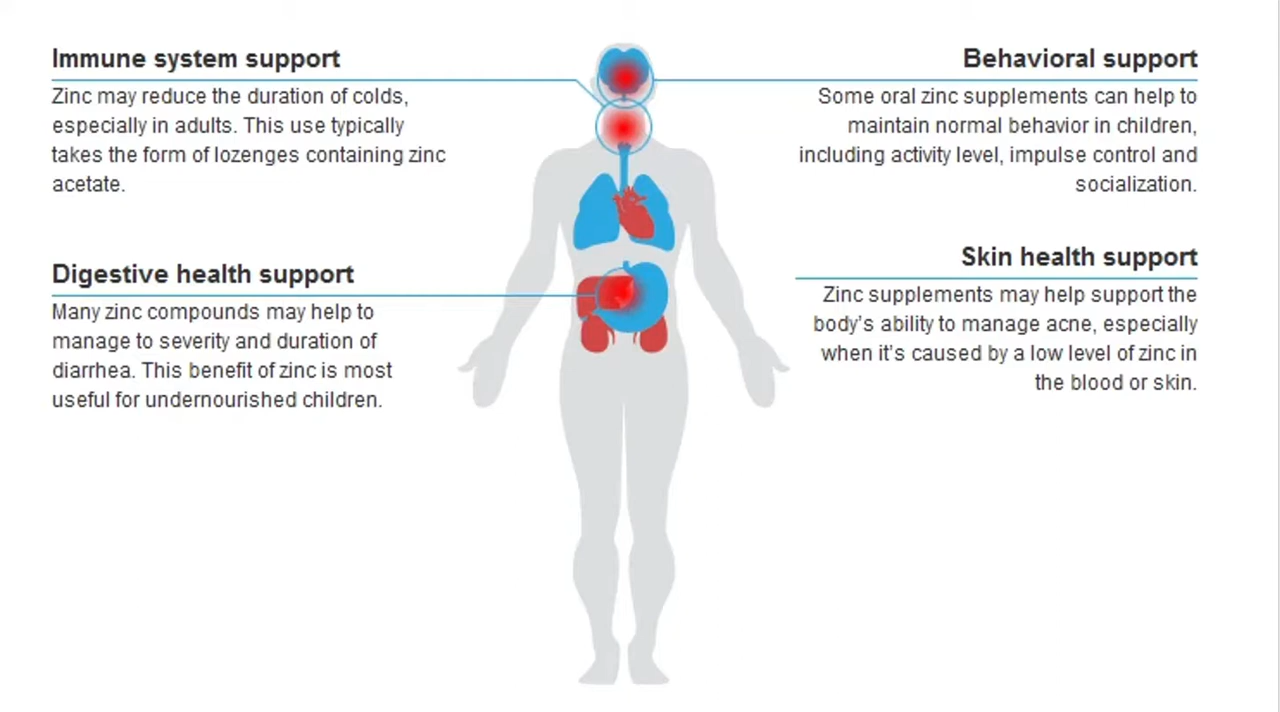 Immune system support
Zinc may reduce the duration of colds,
especially in adults. This use typically
takes the form of lozenges containing zinc
acetate.
Digestive health support
Many zinc compounds may help to
manage to severity and duration of
diarrhea. This benefit of zinc is most
useful for undernourished children.
Behavioral support
Some oral zinc supplements can help to
maintain normal behavior in children,
including activity level, impulse control and
socialization.
Skin health support
Zinc supplements may help support the
body’s ability to manage acne, especially
when it’s caused by a low level of zinc in
the blood or skin.